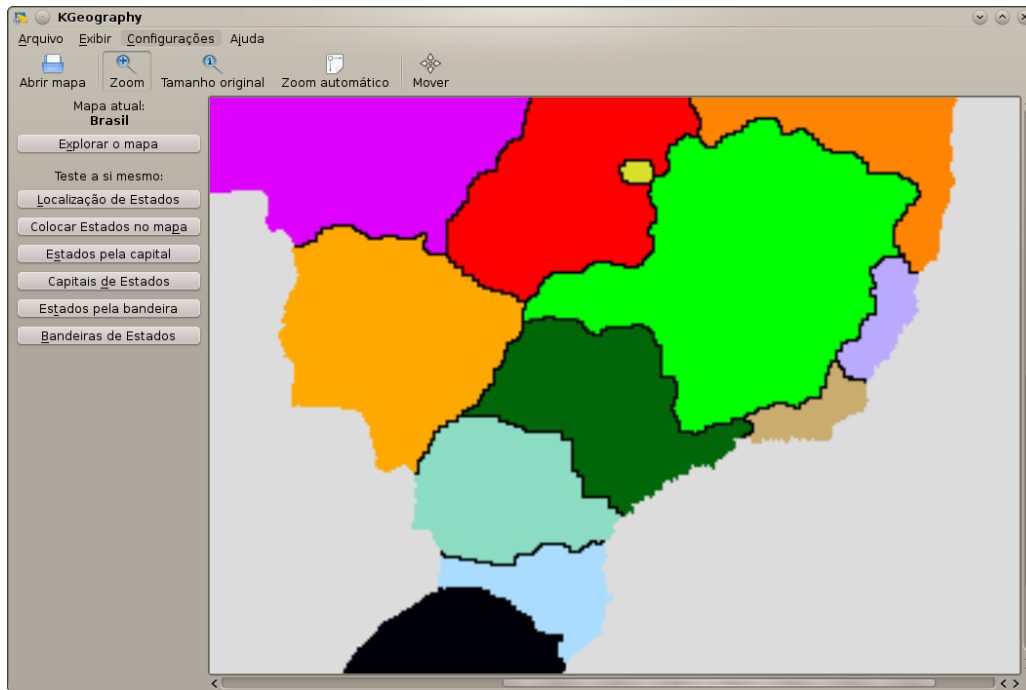 KGeography
Arquivo Exibir Configurações Ajuda
Abrir mapa Zoom Tamanho original Zoom automático Mover
Mapa atual:
Brasil
Explorar o mapa
Teste a si mesmo:
Localização de Estados
Colocar Estados no mapa
Estados pela capital
Capitais de Estados
Estados pela bandeira
Bandeiras de Estados